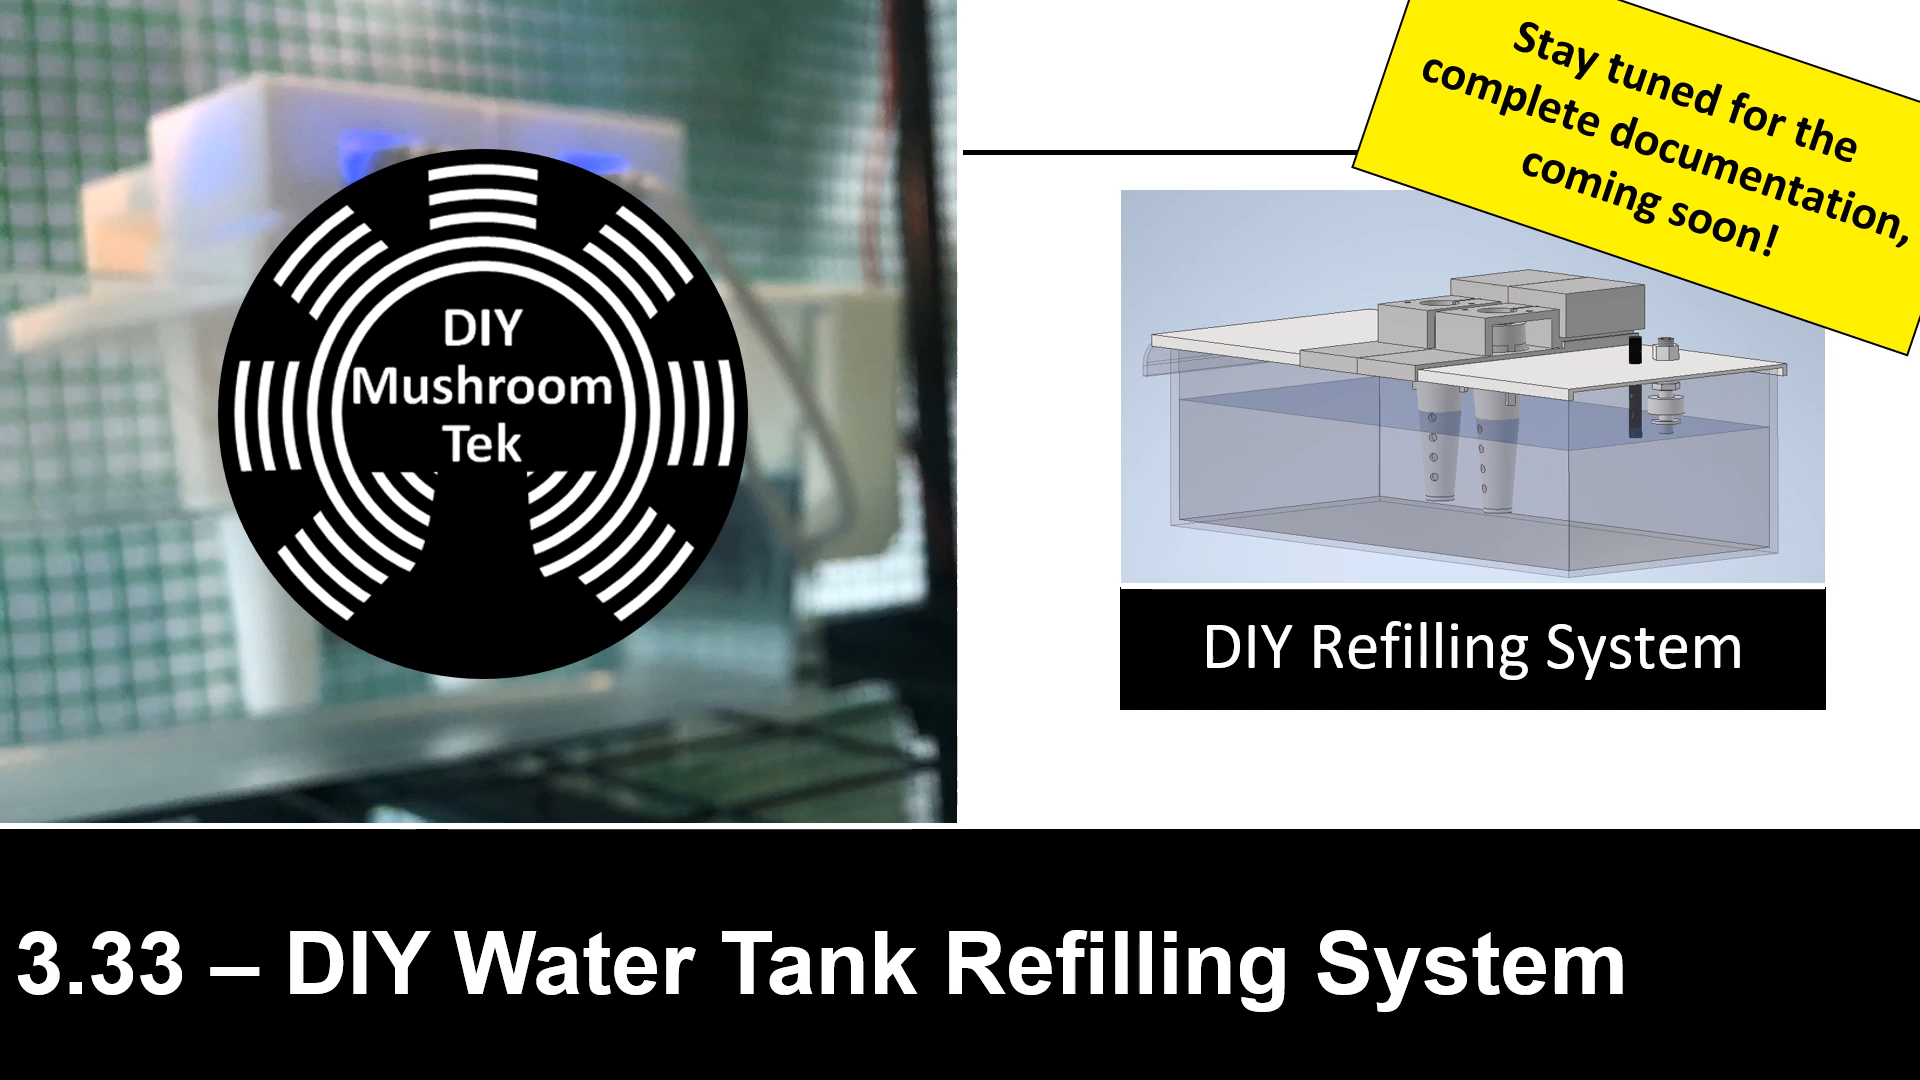 DIY
Mushroom
Tek
Stay tuned for the
complete documentation,
coming soon!
DIY Refilling System
3.33 – DIY Water Tank Refilling System